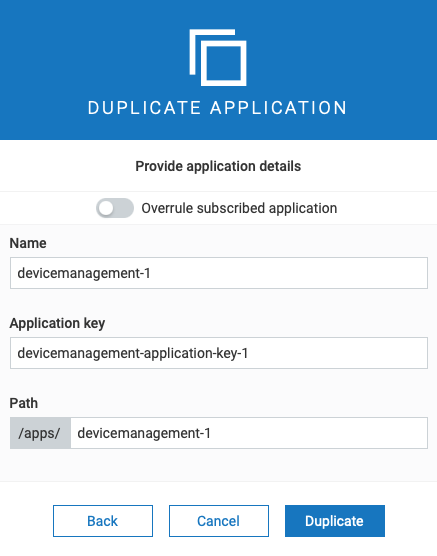 DUPLICATE APPLICATION
Provide application details
Overrule subscribed application
Name
devicemanagement-1
Application key
devicemanagement-application-key-1
Path
/apps/ devicemanagement-1
Back Cancel Duplicate